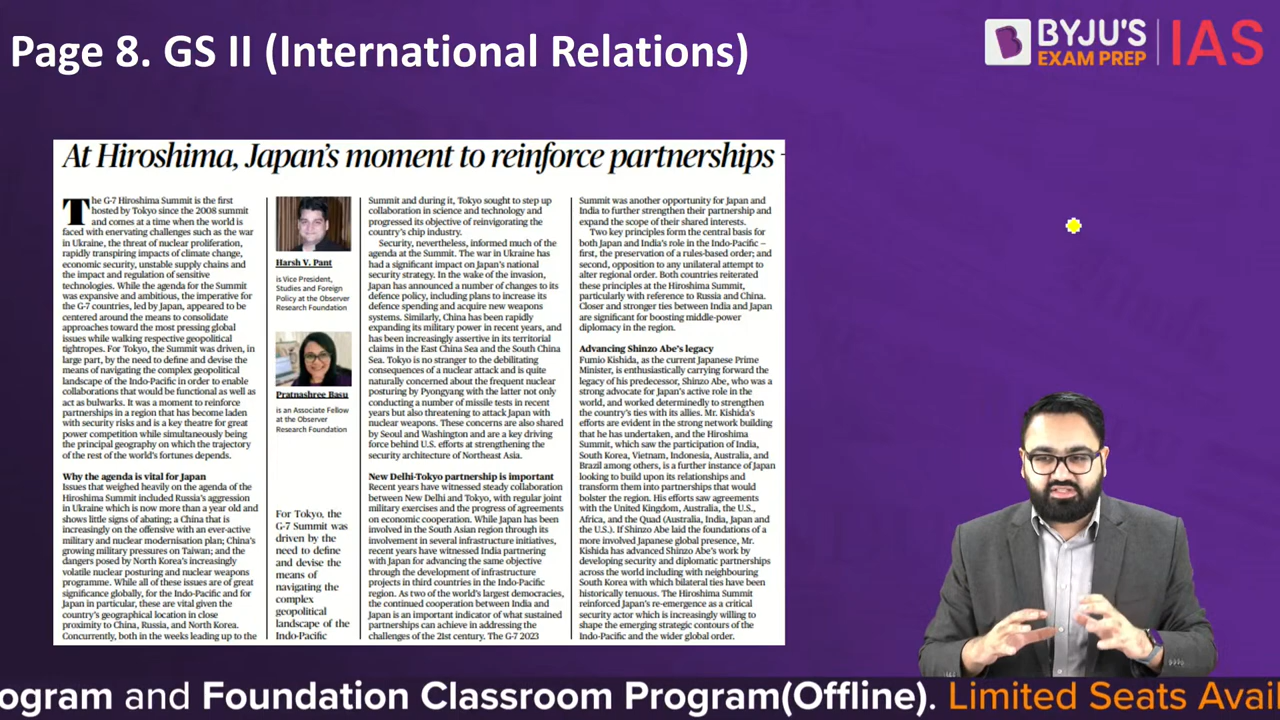 Page 8. GS II (International Relations)
BYJU'S
EXAM PREP
IAS
At Hiroshima, Japan's moment to reinforce partnerships
The G-7 Hiroshima Summit is the first
hosted by Tokyo since the 2008 summit
and comes at a time when the world is
faced with enervating challenges such as the war
in Ukraine, the threat of nuclear proliferation,
rapidly transpiring impacts of climate change,
economic security, unstable supply chains and
the impact and regulation of sensitive
technologies. While the agenda for the Summit
was expansive and ambitious, the imperative for
the G-7 countries, led by Japan, appeared to be
centered around the means to consolidate
approaches toward the most pressing global
issues while walking respective geopolitical
tightropes. For Tokyo, the Summit was driven, in
large part, by the need to define and devise the
means of navigating the complex geopolitical
landscape of the Indo-Pacific in order to enable
collaborations that would be functional as well as
act as bulwarks. It was a moment to reinforce
partnerships in a region that has become laden
with security risks and is a key theatre for great
power competition while simultaneously being
the principal geography on which the trajectory
of the rest of the world's fortunes depends.
Why the agenda is vital for Japan
Issues that weighed heavily on the agenda of the
Hiroshima Summit included Russia's aggression
in Ukraine which is now more than a year old and
shows little signs of abating; a China that is
increasingly on the offensive with an ever-active
military and nuclear modernisation plan; China's
growing military pressures on Taiwan; and the
dangers posed by North Korea's increasingly
volatile nuclear posturing and nuclear weapons
programme. While all of these issues are of great
significance globally, for the Indo-Pacific and for
Japan in particular, these are vital given the
country's geographical location in close
proximity to China, Russia, and North Korea.
Concurrently, both in the weeks leading up to the
Harsh V. Pant
is Vice President,
Studies and Foreign
Policy at the Observer
Research Foundation
Pratnashree Basu
is an Associate Fellow
at the Observer
Research Foundation
For Tokyo, the
G-7 Summit was
driven by the
need to define
and devise the
means of
navigating the
complex
geopolitical
landscape of the
Indo-Pacific
Summit and during it, Tokyo sought to step up
collaboration in science and technology and
progressed its objective of reinvigorating the
country's chip industry.
Security, nevertheless, informed much of the
agenda at the Summit. The war in Ukraine has
had a significant impact on Japan's national
security strategy. In the wake of the invasion,
Japan has announced a number of changes to its
defence policy, including plans to increase its
defence spending and acquire new weapons
systems. Similarly, China has been rapidly
expanding its military power in recent years, and
has been increasingly assertive in its territorial
claims in the East China Sea and the South China
Sea. Tokyo is no stranger to the debilitating
consequences of a nuclear attack and is quite
naturally concerned about the frequent nuclear
posturing by Pyongyang with the latter not only
conducting a number of missile tests in recent
years but also threatening to attack Japan with
nuclear weapons. These concerns are also shared
by Seoul and Washington and are a key driving
force behind U.S. efforts at strengthening the
security architecture of Northeast Asia.
New Delhi-Tokyo partnership is important
Recent years have witnessed steady collaboration
between New Delhi and Tokyo, with regular joint
military exercises and the progress of agreements
on economic cooperation. While Japan has been
involved in the South Asian region through its
involvement in several infrastructure initiatives,
recent years have witnessed India partnering
with Japan for advancing the same objective
through the development of infrastructure
projects in third countries in the Indo-Pacific
region. As two of the world's largest democracies,
the continued cooperation between India and
Japan is an important indicator of what sustained
partnerships can achieve in addressing the
challenges of the 21st century. The G-7 2023
Summit was another opportunity for Japan and
India to further strengthen their partnership and
expand the scope of their shared interests.
Two key principles form the central basis for
both Japan and India's role in the Indo-Pacific –
first, the preservation of a rules-based order; and
second, opposition to any unilateral attempt to
alter regional order. Both countries reiterated
these principles at the Hiroshima Summit,
particularly with reference to Russia and China.
Closer and stronger ties between India and Japan
are significant for boosting middle-power
diplomacy in the region.
Advancing Shinzo Abe's legacy
Fumio Kishida, as the current Japanese Prime
Minister, is enthusiastically carrying forward the
legacy of his predecessor, Shinzo Abe, who was a
strong advocate for Japan's active role in the
world, and worked determinedly to strengthen
the country's ties with its allies. Mr. Kishida's
efforts are evident in the strong network building
that he has undertaken, and the Hiroshima
Summit, which saw the participation of India,
South Korea, Vietnam, Indonesia, Australia, and
Brazil among others, is a further instance of Japan
looking to build upon its relationships and
transform them into partnerships that would
bolster the region. His efforts saw agreements
with the United Kingdom, Australia, the U.S.,
Africa, and the Quad (Australia, India, Japan and
the U.S.). If Shinzo Abe laid the foundations of a
more involved Japanese global presence, Mr.
Kishida has advanced Shinzo Abe's work by
developing security and diplomatic partnerships
across the world including with neighbouring
South Korea with which bilateral ties have been
historically tenuous. The Hiroshima Summit
reinforced Japan's re-emergence as a critical
security actor which is increasingly willing to
shape the emerging strategic contours of the
Indo-Pacific and the wider global order.
ogram and Foundation Classroom Program(Offline). Limited Seats Avail